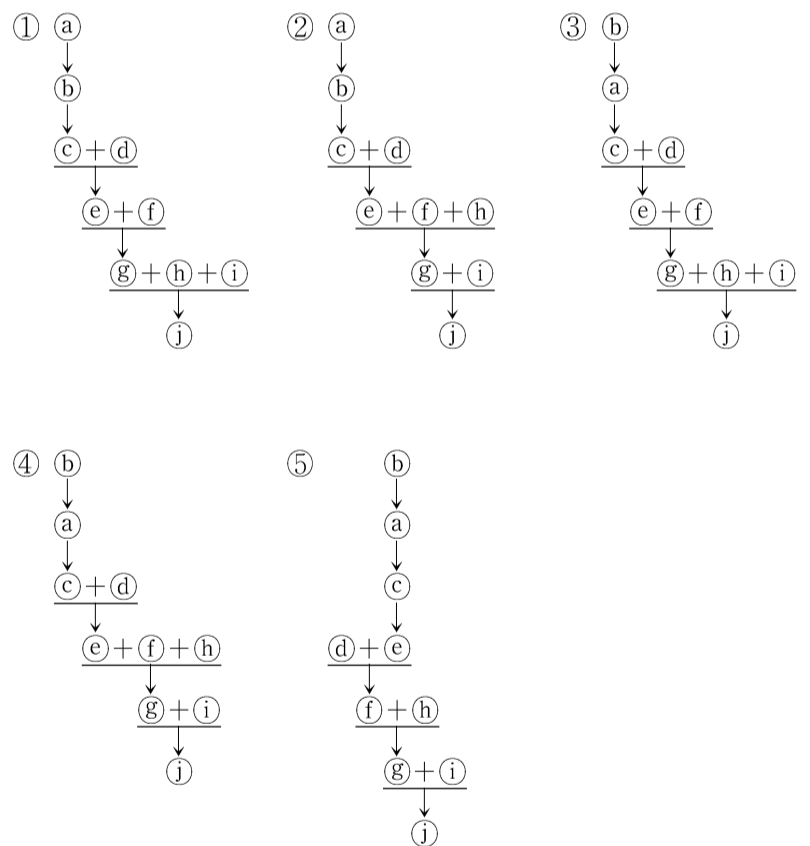 ① ⓐ ② ⓐ ③ ⓑ
ⓑ ⓑ ⓐ
ⓒ + ⓓ ⓒ + ⓓ ⓒ + ⓓ
ⓔ + ⓕ ⓔ + ⓕ + ⓗ ⓔ + ⓕ
ⓖ + ⓗ + ⓘ ⓖ + ⓘ ⓖ + ⓗ + ⓘ
ⓙ ⓙ ⓙ
④ ⓑ ⑤ ⓑ
ⓐ ⓐ
ⓒ + ⓓ ⓒ
ⓔ + ⓕ + ⓗ ⓓ + ⓔ
ⓖ + ⓘ ⓕ + ⓗ
ⓙ ⓖ + ⓘ
ⓙ